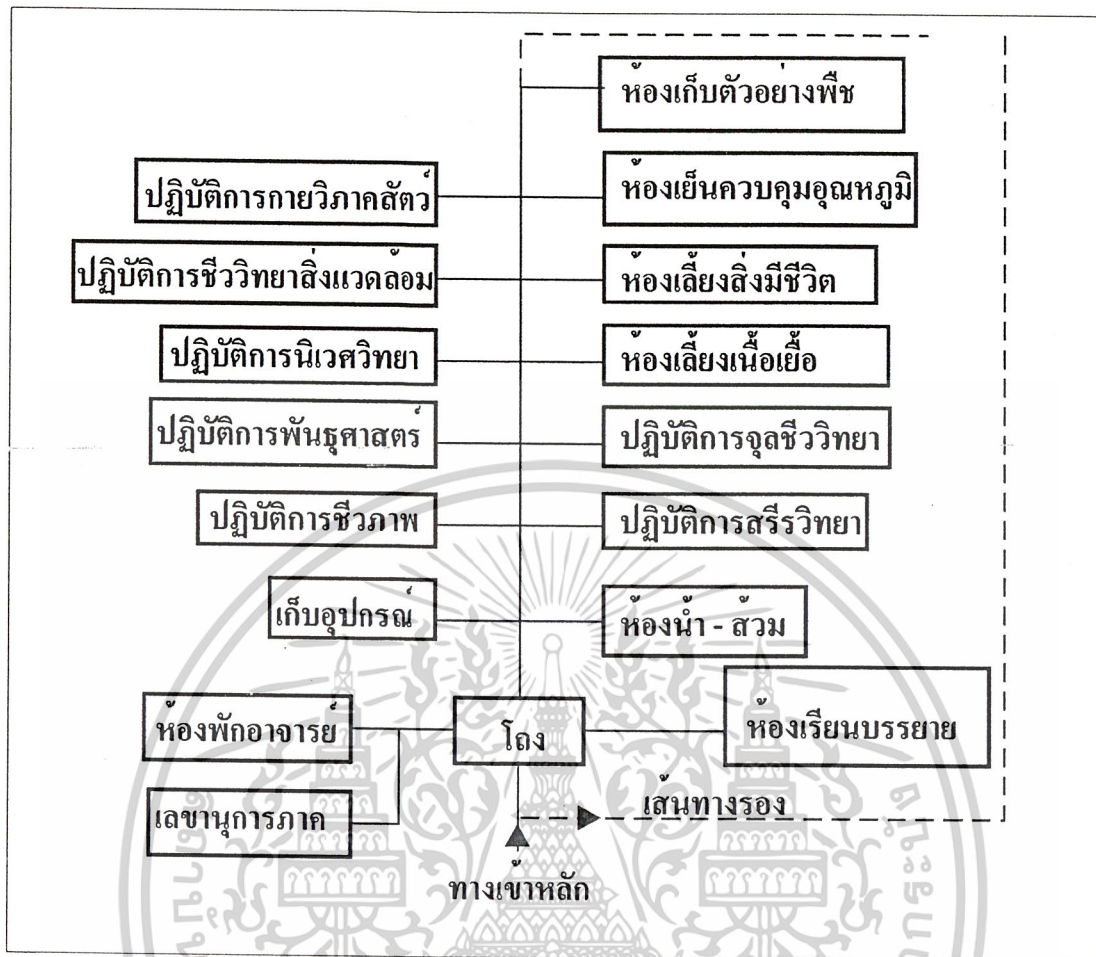 ห้องเก็บตัวอย่างพืช
ปฏิบัติการกายวิภาคสัตว์
ห้องเย็นควบคุมอุณหภูมิ
ปฏิบัติการชีววิทยาสิ่งแวดล้อม
ห้องเลี้ยงสิ่งมีชีวิต
ปฏิบัติการนิเวศวิทยา
ห้องเลี้ยงเนื้อเยื่อ
ปฏิบัติการพันธุศาสตร์
ปฏิบัติการจุลชีววิทยา
ปฏิบัติการชีวภาพ
ปฏิบัติการสรีรวิทยา
เก็บอุปกรณ์
ห้องน้ำ - ส้วม
ห้องพักอาจารย์
โถง
ห้องเรียนบรรยาย
เลขานุการภาค
เส้นทางรอง
ทางเข้าหลัก